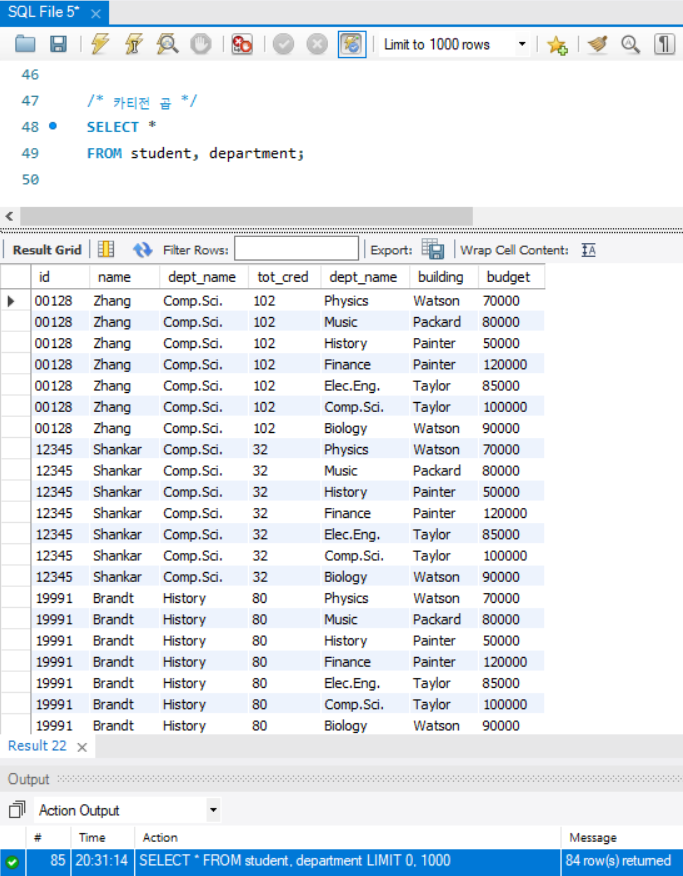 SQL File 5*
Limit to 1000 rows
46
47 /* 카티전 곱 */
48 SELECT *
49 FROM student, department;
50
Result Grid Filter Rows: Export: Wrap Cell Content:
id name dept_name tot_cred dept_name building budget
00128 Zhang Comp.Sci. 102 Physics Watson 70000
00128 Zhang Comp.Sci. 102 Music Packard 80000
00128 Zhang Comp.Sci. 102 History Painter 50000
00128 Zhang Comp.Sci. 102 Finance Painter 120000
00128 Zhang Comp.Sci. 102 Elec.Eng. Taylor 85000
00128 Zhang Comp.Sci. 102 Comp.Sci. Taylor 100000
00128 Zhang Comp.Sci. 102 Biology Watson 90000
12345 Shankar Comp.Sci. 32 Physics Watson 70000
12345 Shankar Comp.Sci. 32 Music Packard 80000
12345 Shankar Comp.Sci. 32 History Painter 50000
12345 Shankar Comp.Sci. 32 Finance Painter 120000
12345 Shankar Comp.Sci. 32 Elec.Eng. Taylor 85000
12345 Shankar Comp.Sci. 32 Comp.Sci. Taylor 100000
12345 Shankar Comp.Sci. 32 Biology Watson 90000
19991 Brandt History 80 Physics Watson 70000
19991 Brandt History 80 Music Packard 80000
19991 Brandt History 80 History Painter 50000
19991 Brandt History 80 Finance Painter 120000
19991 Brandt History 80 Elec.Eng. Taylor 85000
19991 Brandt History 80 Comp.Sci. Taylor 100000
19991 Brandt History 80 Biology Watson 90000
Result 22
Output
Action Output
# Time Action Message
85 20:31:14 SELECT * FROM student, department LIMIT 0, 1000 84 row(s) returned